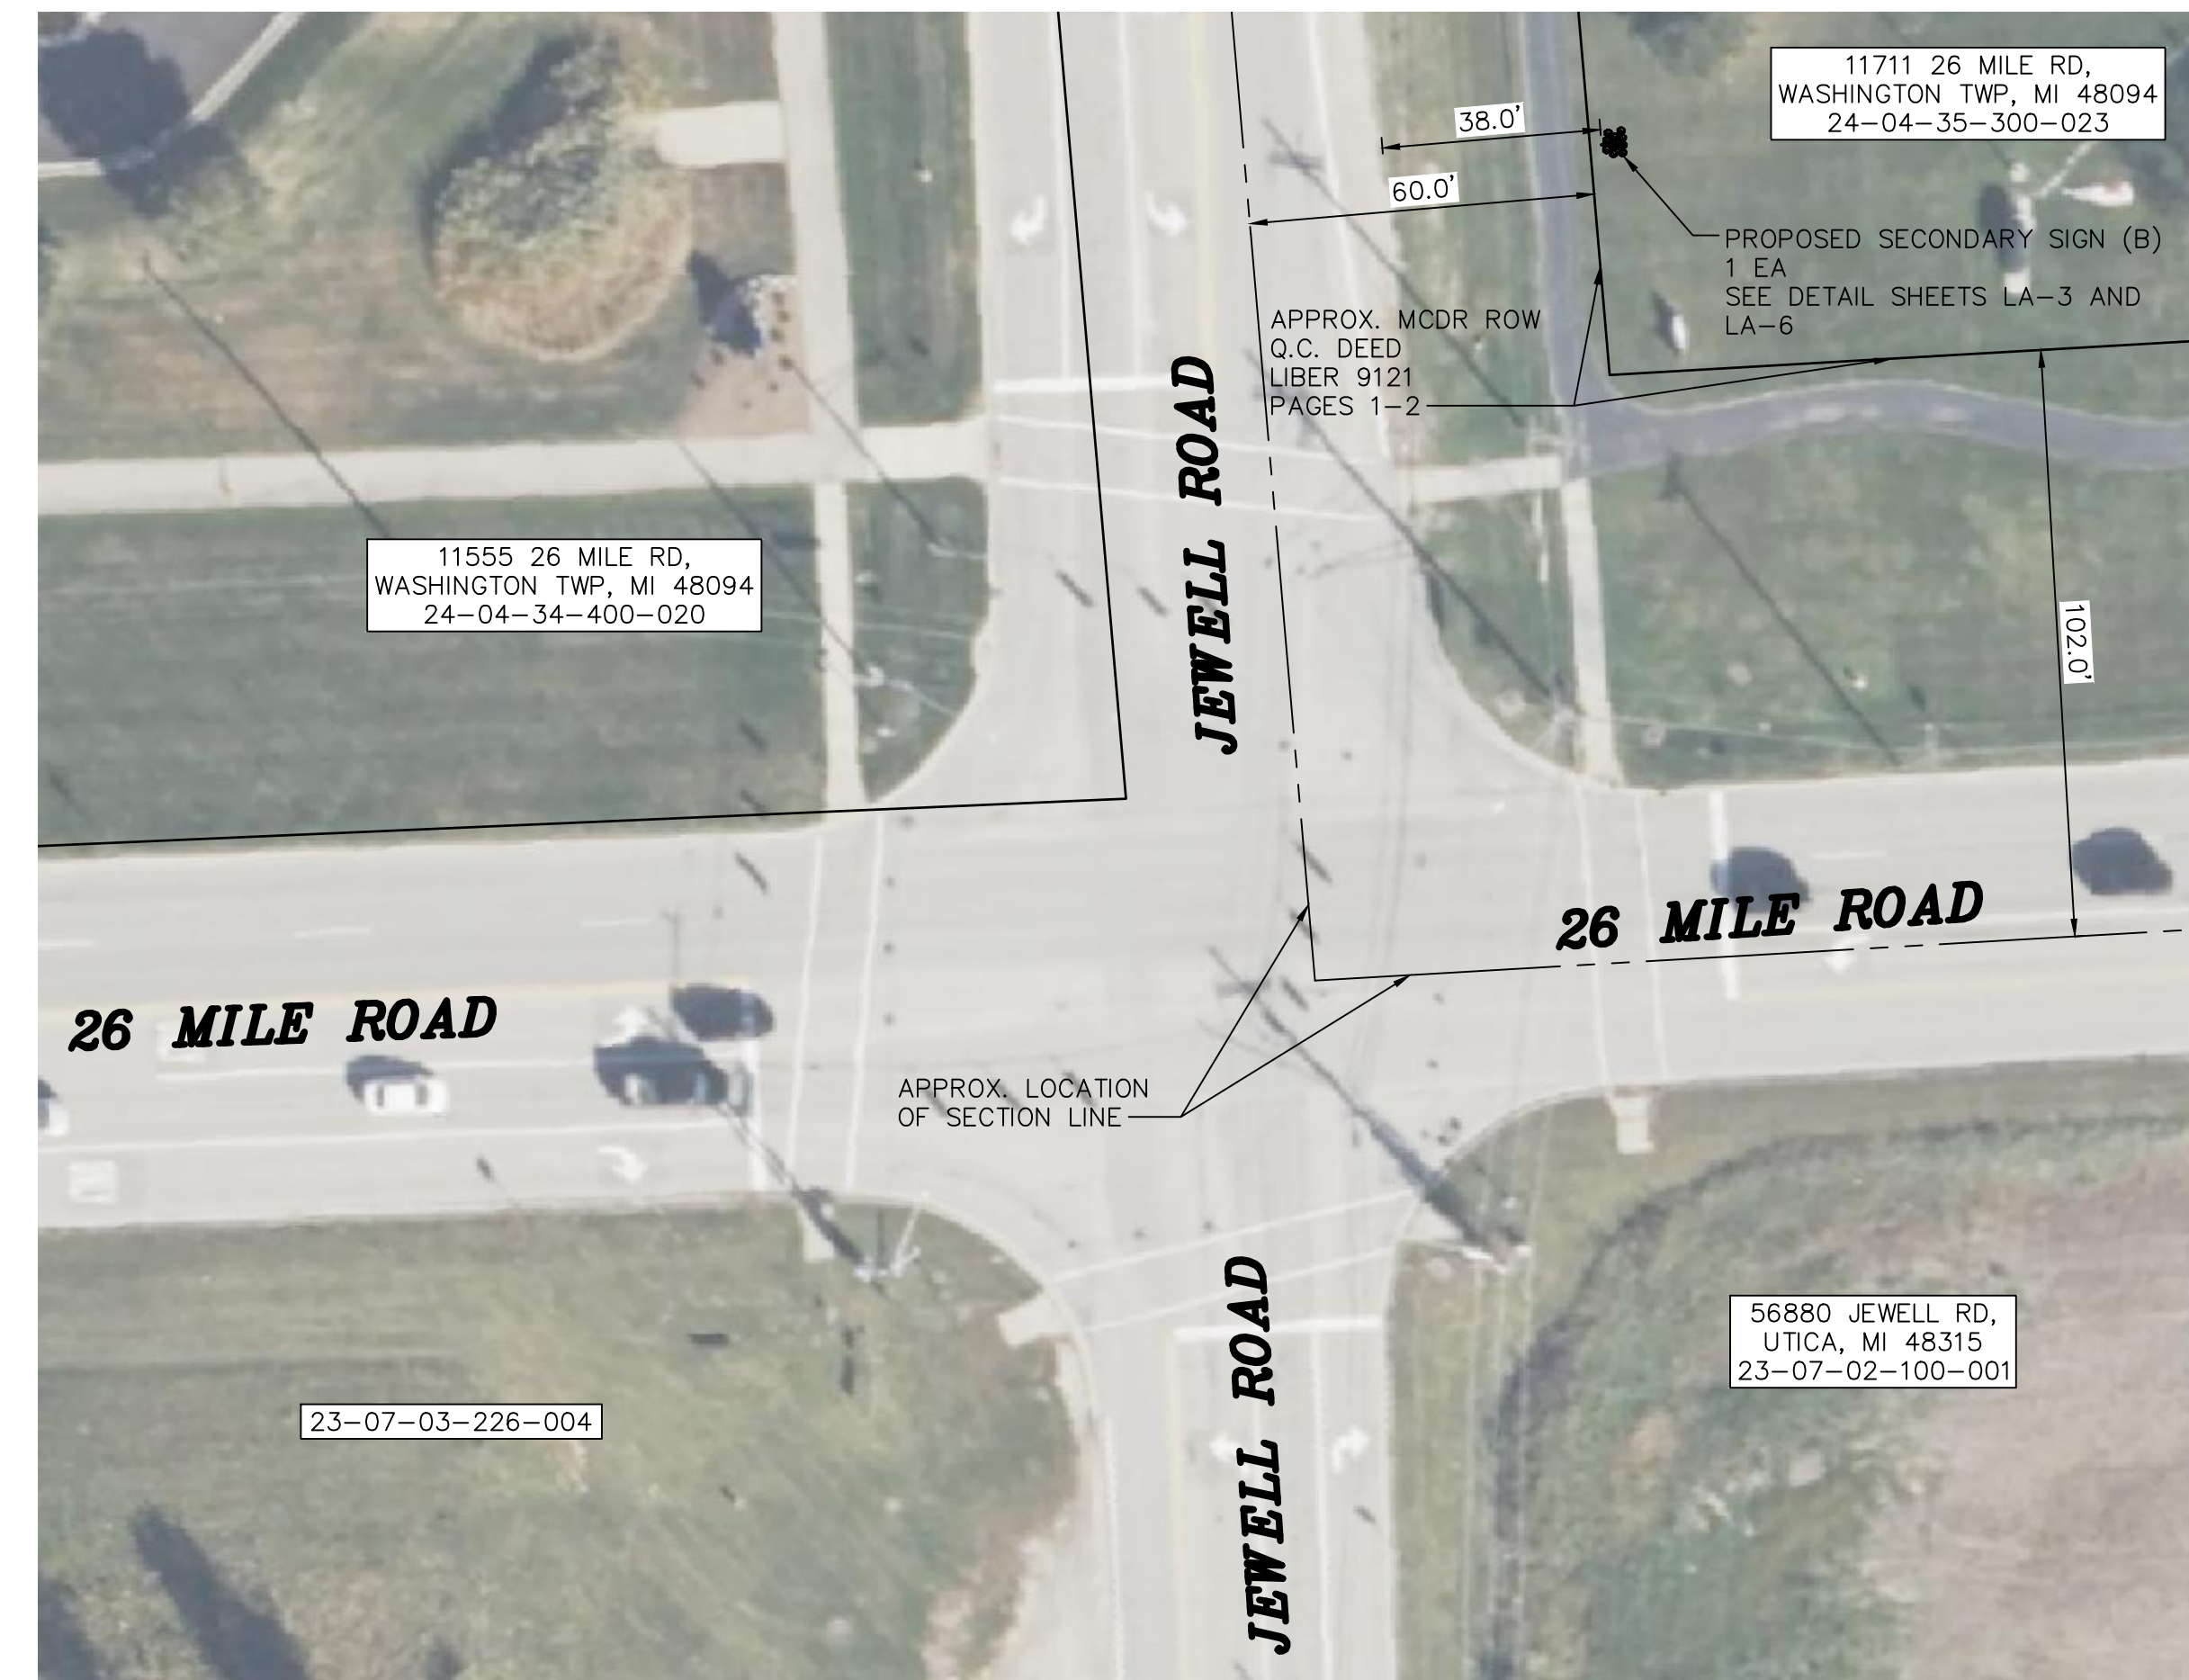 11711 26 MILE RD,
WASHINGTON TWP, MI 48094
24-04-35-300-023
38.0'
60.0'
PROPOSED SECONDARY SIGN (B)
1 EA
SEE DETAIL SHEETS LA-3 AND
LA-6
APPROX. MCDR ROW
Q.C. DEED
LIBER 9121
PAGES 1-2
JEWELL ROAD
11555 26 MILE RD,
WASHINGTON TWP, MI 48094
24-04-34-400-020
102.0'
26 MILE ROAD
26 MILE ROAD
APPROX. LOCATION
OF SECTION LINE
JEWELL ROAD
56880 JEWELL RD,
UTICA, MI 48315
23-07-02-100-001
23-07-03-226-004